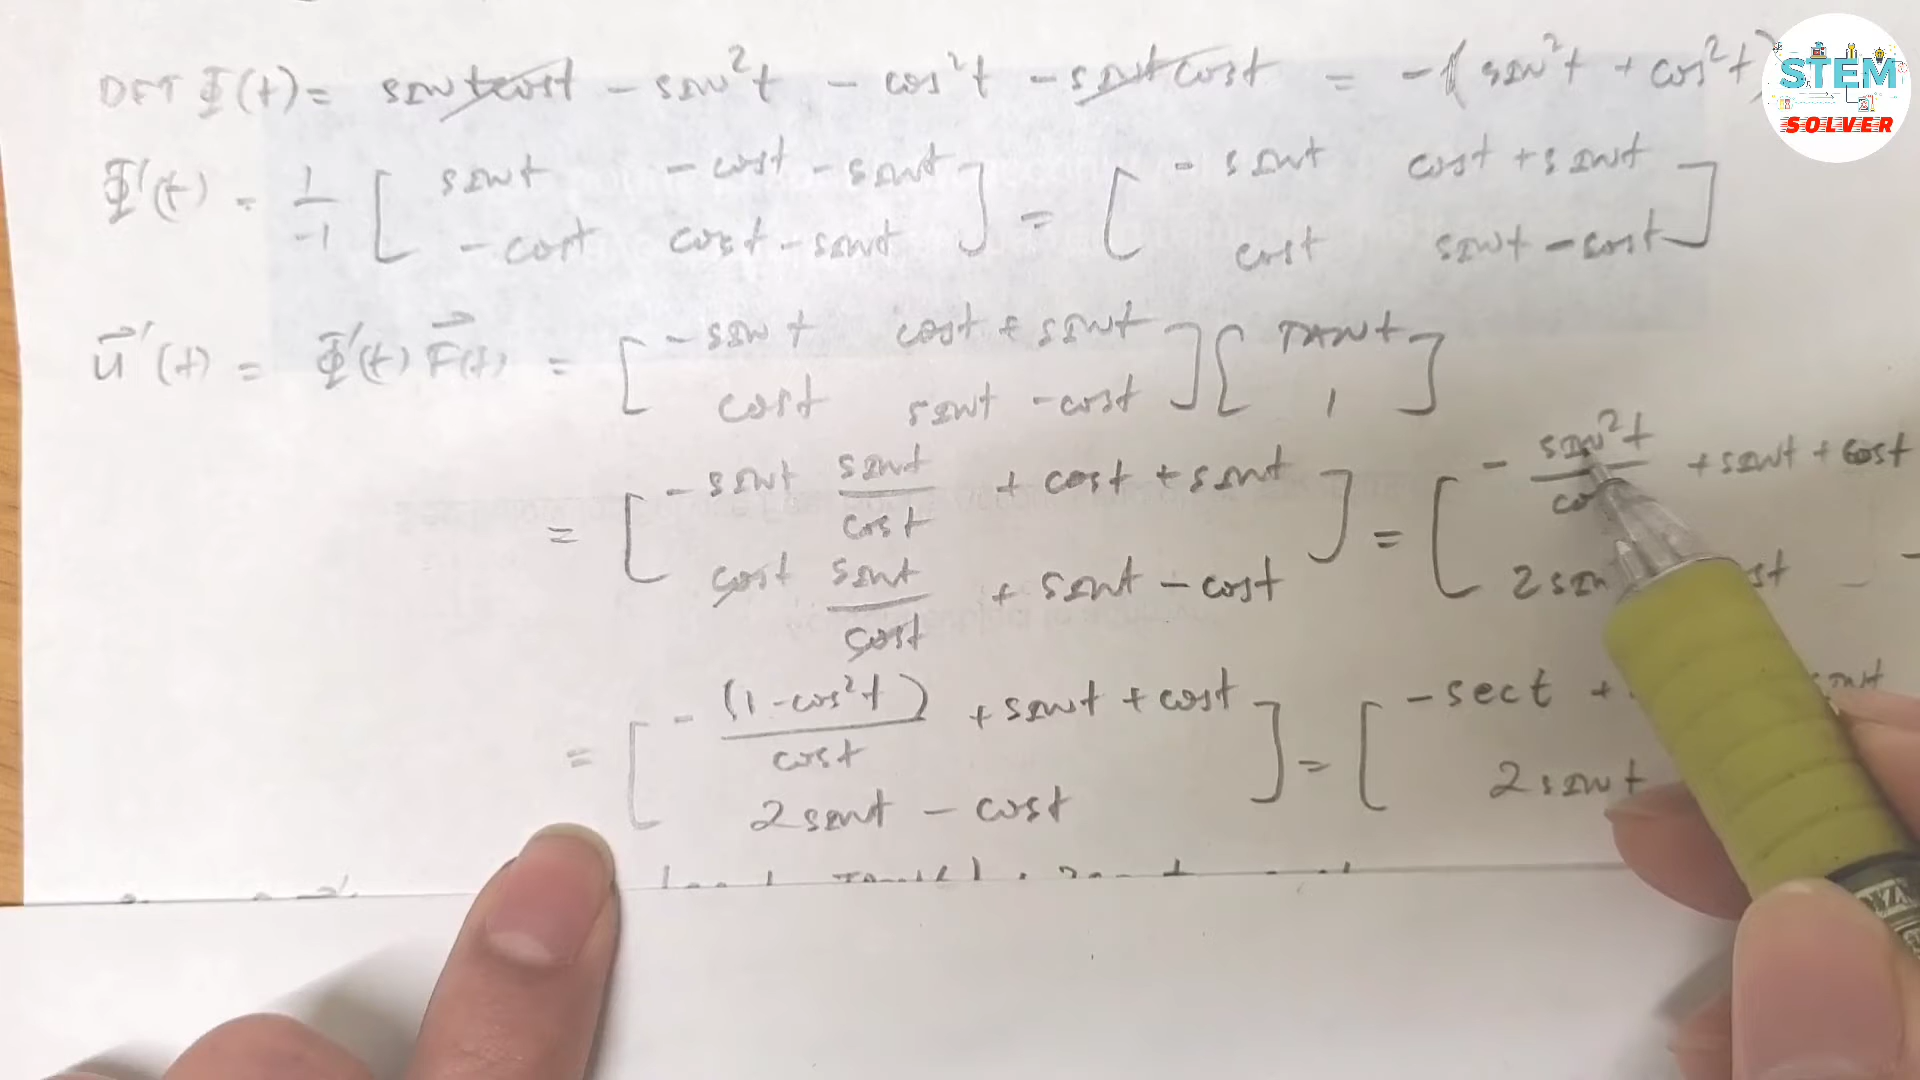 DET Φ(t) = sint cost - sin²t - cos²t - sint cost = -( sin²t + cos²t )
STEM
SOLVER
Φ⁻¹(t) = 1/-1 [ sint -cost - sint = [ -sint cost + sint
-cost cost - sint ] cost sint - cost ]
u'(t) = Φ⁻¹(t) F(t) = [ -sint cost + sint ] [ TANt
cost sint - cost 1 ]
= [ -sint sint/cost + cost + sint = [ - sin²t + sint + cost
cost sint/cost + sint - cost ] 2sin
= [ - (1 - cos²t)/cost + sint + cost = [ -sect +
2sint - cost ] 2sint